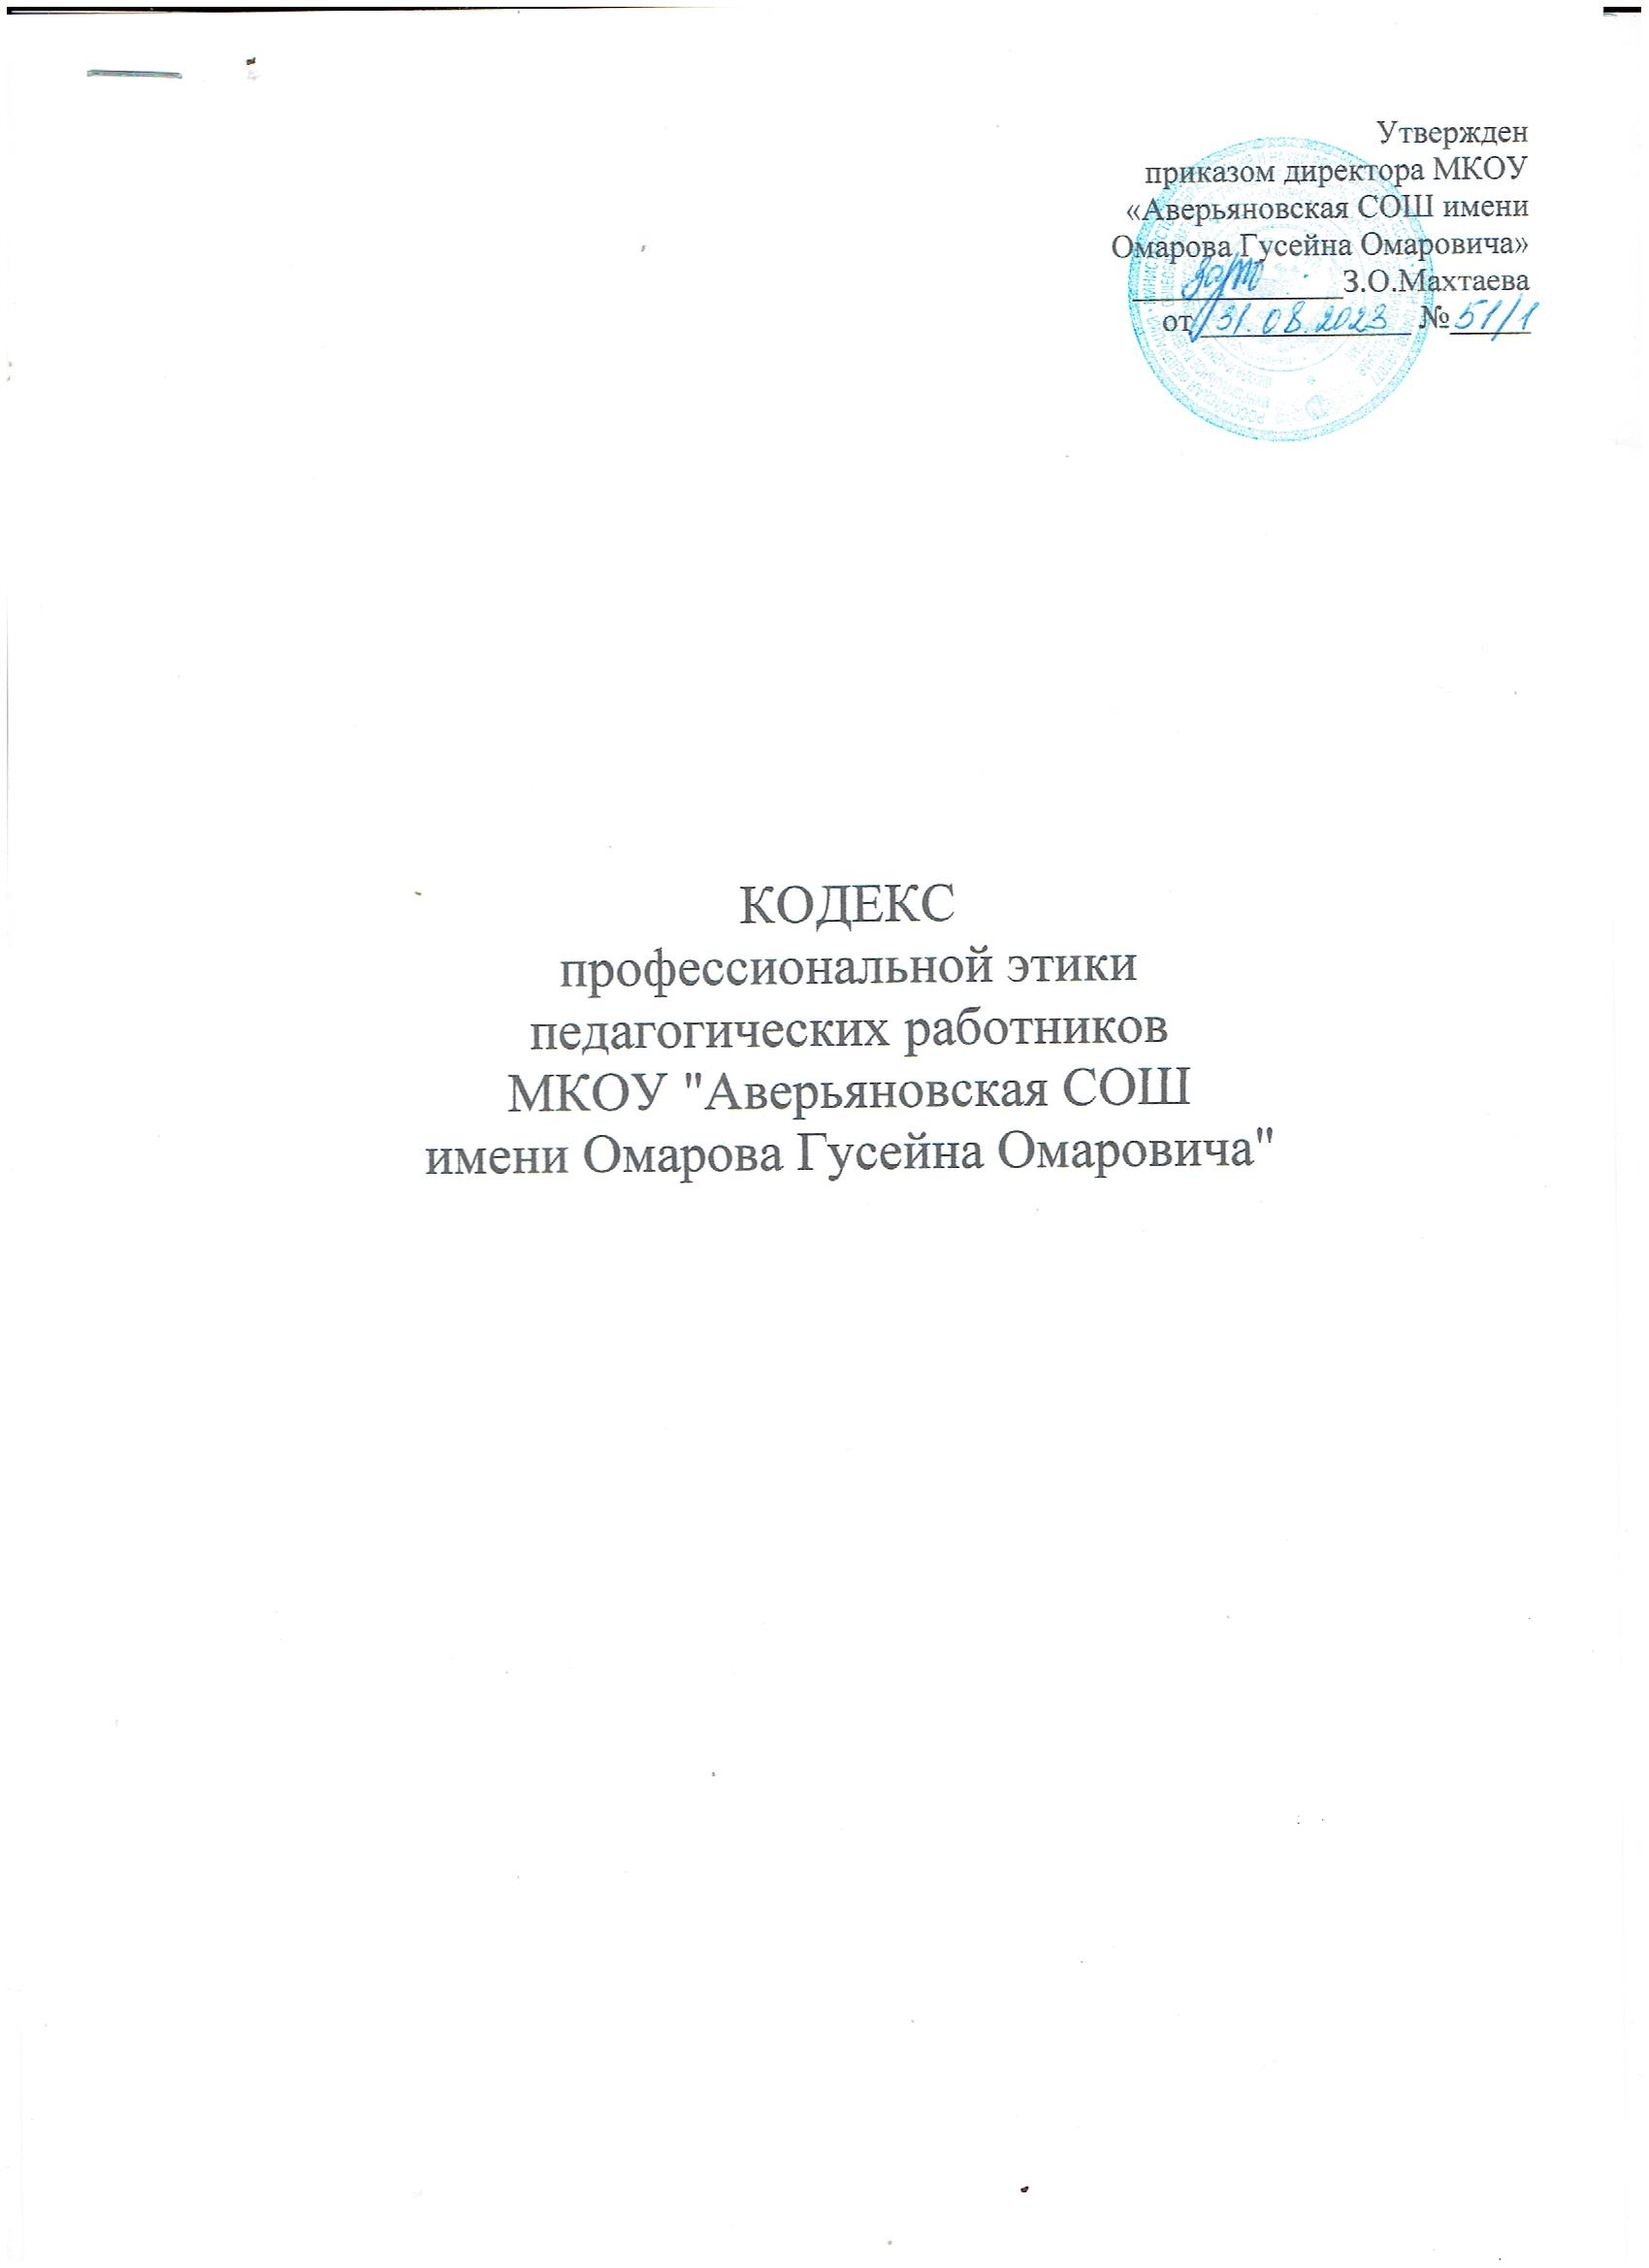 Утвержден
приказом директора МКОУ
«Аверьяновская СОШ имени
Омарова Гусейна Омаровича»
З.О.Махтаева
от 31.08.2023 № 51/1
КОДЕКС
профессиональной этики
педагогических работников
МКОУ "Аверьяновская СОШ
имени Омарова Гусейна Омаровича"